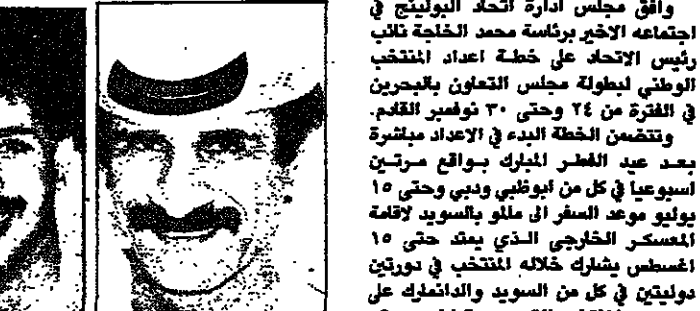 وافق مجلس ادارة اتحاد البولينج في
اجتماعه الاخير برئاسة محمد الخلجة نائب
رئيس الاتحاد على خطة اعداد المنتخب
الوطني لبطولة مجلس التعاون بالبحرين
في الفترة من ٢٤ وحتى ٣٠ نوفمبر القادم.
وتتضمن الخطة البدء في الاعداد مباشرة
بعد عيد الفطر المبارك بواقع مرتين
اسبوعيا في كل من ابوظبي ودبي وحتى ١٥
يوليو موعد السفر الى مالمو بالسويد لاقامة
المعسكر الخارجي الذي يمتد حتى ١٥
اغسطس يشارك خلاله المنتخب في دورتين
دوليتين في كل من السويد والدانمارك على